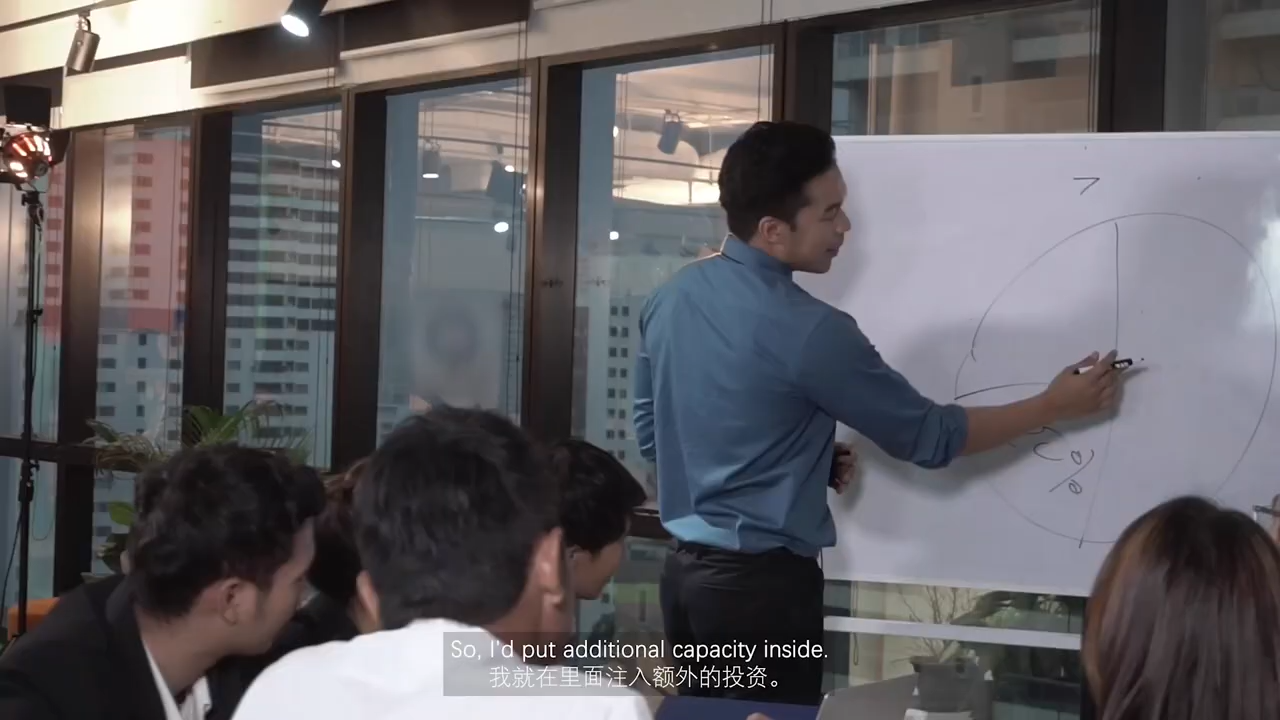 %
So, I'd put additional capacity inside.
我就在里面注入额外的投资。